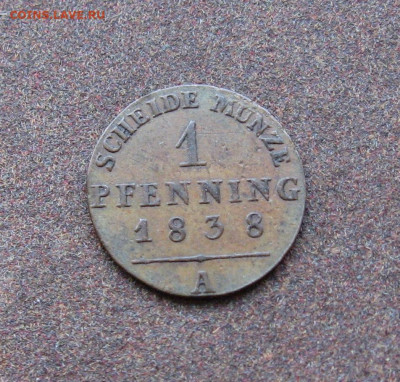 COINS.LAVE.RU
SCHEIDE MÜNZE
1
PFENNING
1838
A